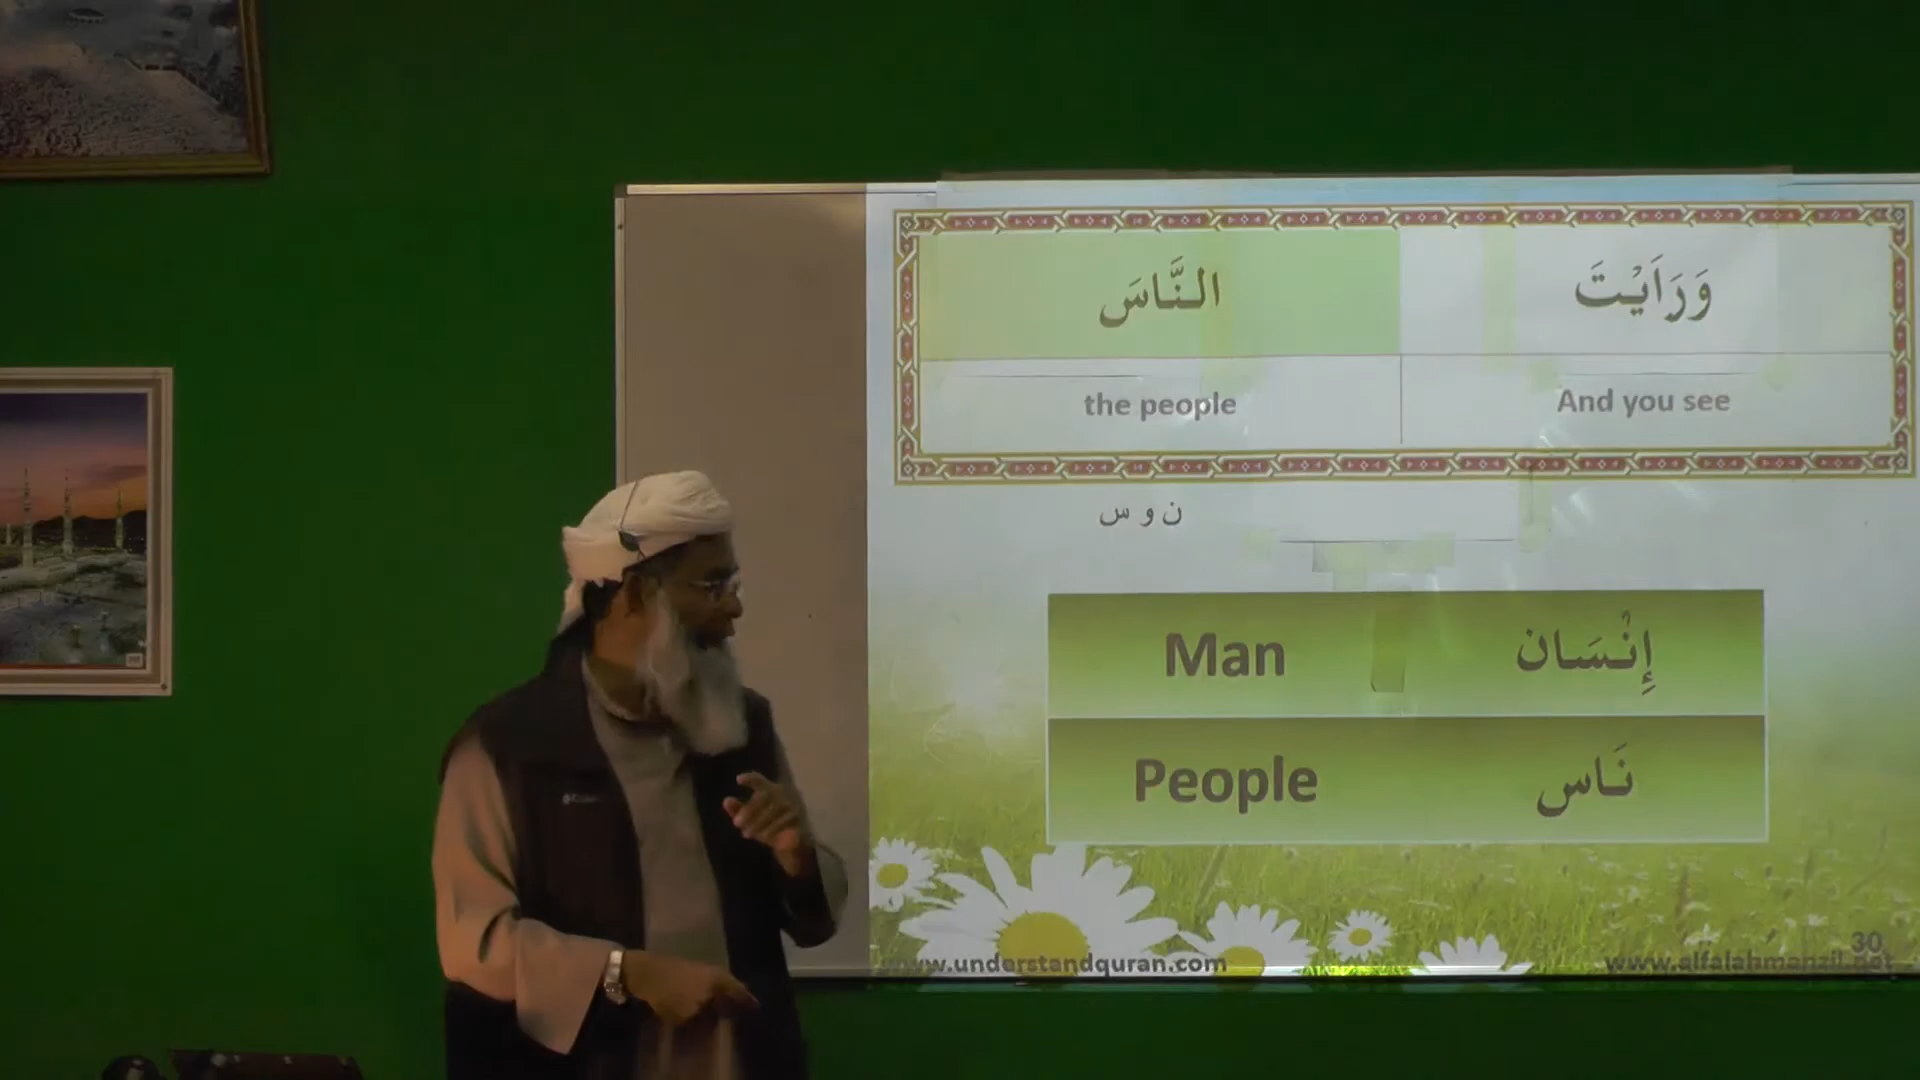 وَرَاَيْتَ النَّاسَ
And you see the people
ن و س
إِنْسَان Man
نَاس People
www.understandquran.com
30
www.alfalahmanzil.net